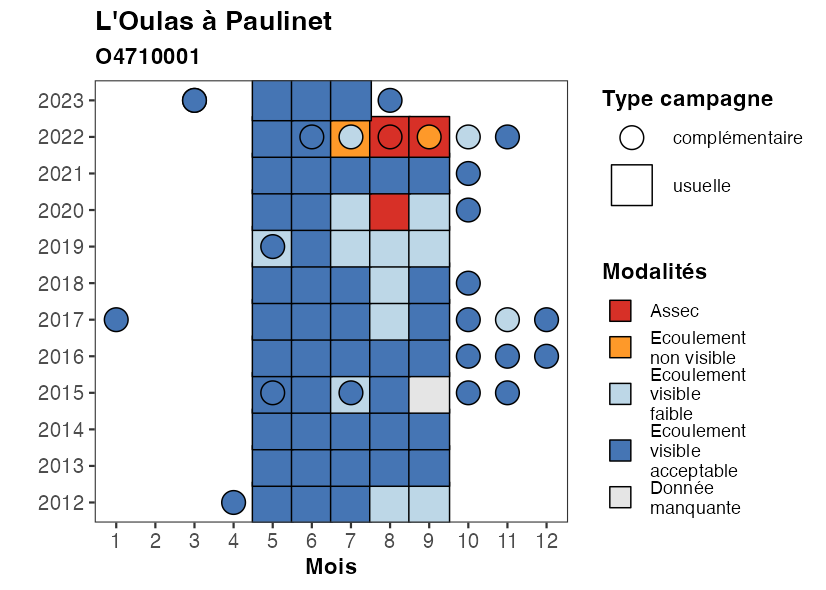 L'Oulas à Paulinet
O4710001
2023
2022
2021
2020
2019
2018
2017
2016
2015
2014
2013
2012
1 2 3 4 5 6 7 8 9 10 11 12
Mois
Type campagne
complémentaire
usuelle
Modalités
Assec
Ecoulement
non visible
Ecoulement
visible
faible
Ecoulement
visible
acceptable
Donnée
manquante